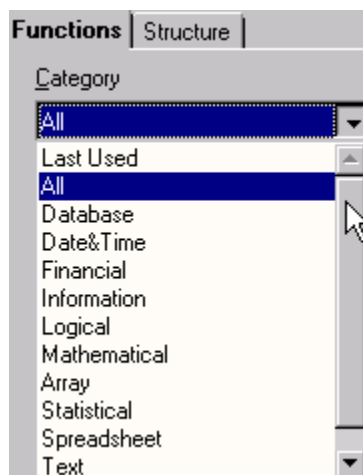 Functions Structure
Category
All
Last Used
All
Database
Date&Time
Financial
Information
Logical
Mathematical
Array
Statistical
Spreadsheet
Text